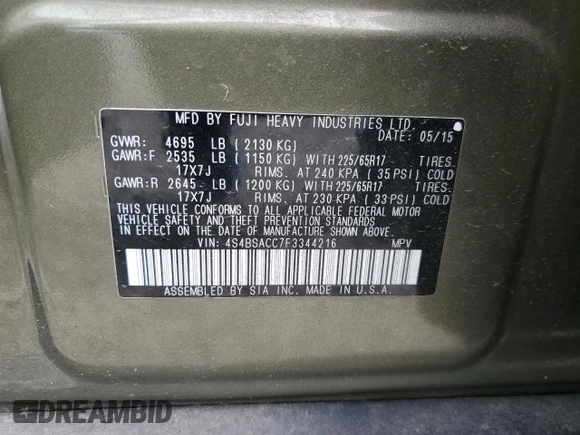 MFD BY FUJI HEAVY INDUSTRIES LTD.
DATE: 05/15
GVWR: 4695 LB ( 2130 KG)
GAWR:F 2535 LB ( 1150 KG) WITH 225/65R17 TIRES.
17X7J RIMS. AT 240 KPA ( 35 PSI) COLD
GAWR:R 2645 LB ( 1200 KG) WITH 225/65R17 TIRES.
17X7J RIMS. AT 230 KPA ( 33 PSI) COLD
THIS VEHICLE CONFORMS TO ALL APPLICABLE FEDERAL MOTOR
VEHICLE SAFETY AND THEFT PREVENTION STANDARDS IN EFFECT
ON THE DATE OF MANUFACTURE SHOWN ABOVE.
VIN: 4S4BSACC7F3344216 MPV
ASSEMBLED BY SIA INC. MADE IN U.S.A.
DREAMBID